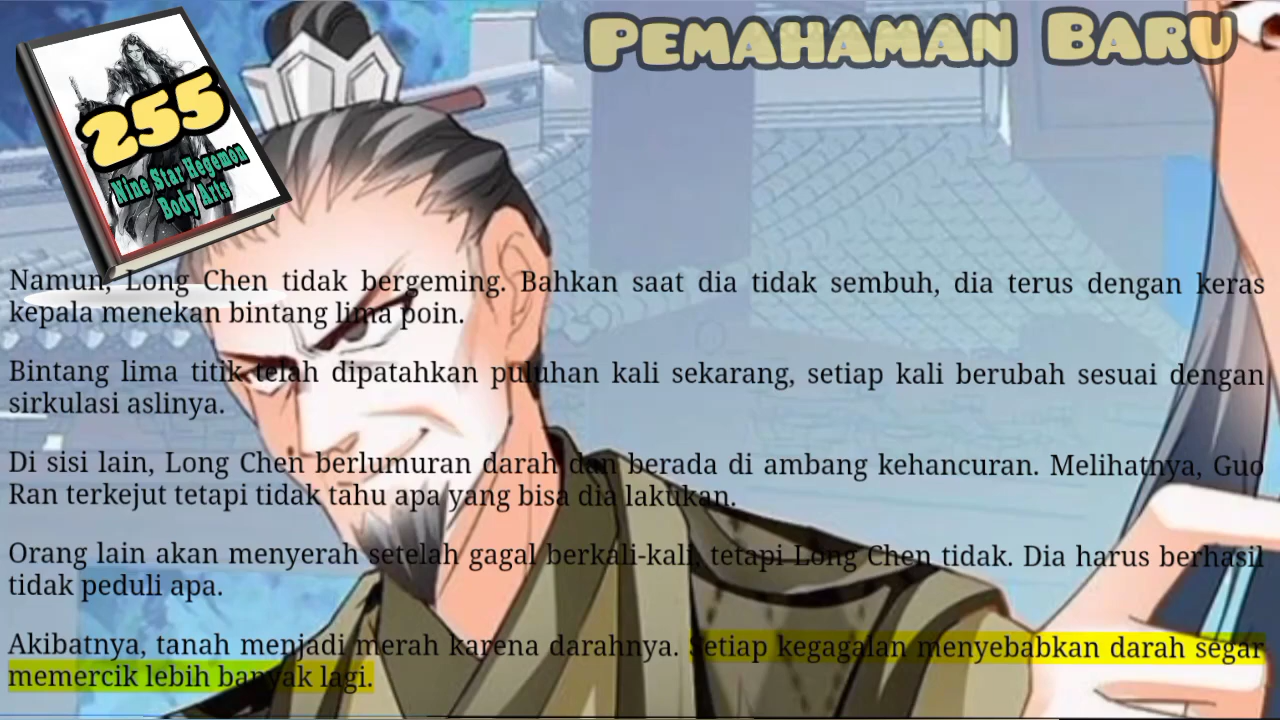 Pemahaman Baru
255
Nine Star Hegemon
Body Arts
Namun, Long Chen tidak bergeming. Bahkan saat dia tidak sembuh, dia terus dengan keras
kepala menekan bintang lima poin.
Bintang lima titik telah dipatahkan puluhan kali sekarang, setiap kali berubah sesuai dengan
sirkulasi aslinya.
Di sisi lain, Long Chen berlumuran darah dan berada di ambang kehancuran. Melihatnya, Guo
Ran terkejut tetapi tidak tahu apa yang bisa dia lakukan.
Orang lain akan menyerah setelah gagal berkali-kali, tetapi Long Chen tidak. Dia harus berhasil
tidak peduli apa.
Akibatnya, tanah menjadi merah karena darahnya. Setiap kegagalan menyebabkan darah segar
memercik lebih banyak lagi.